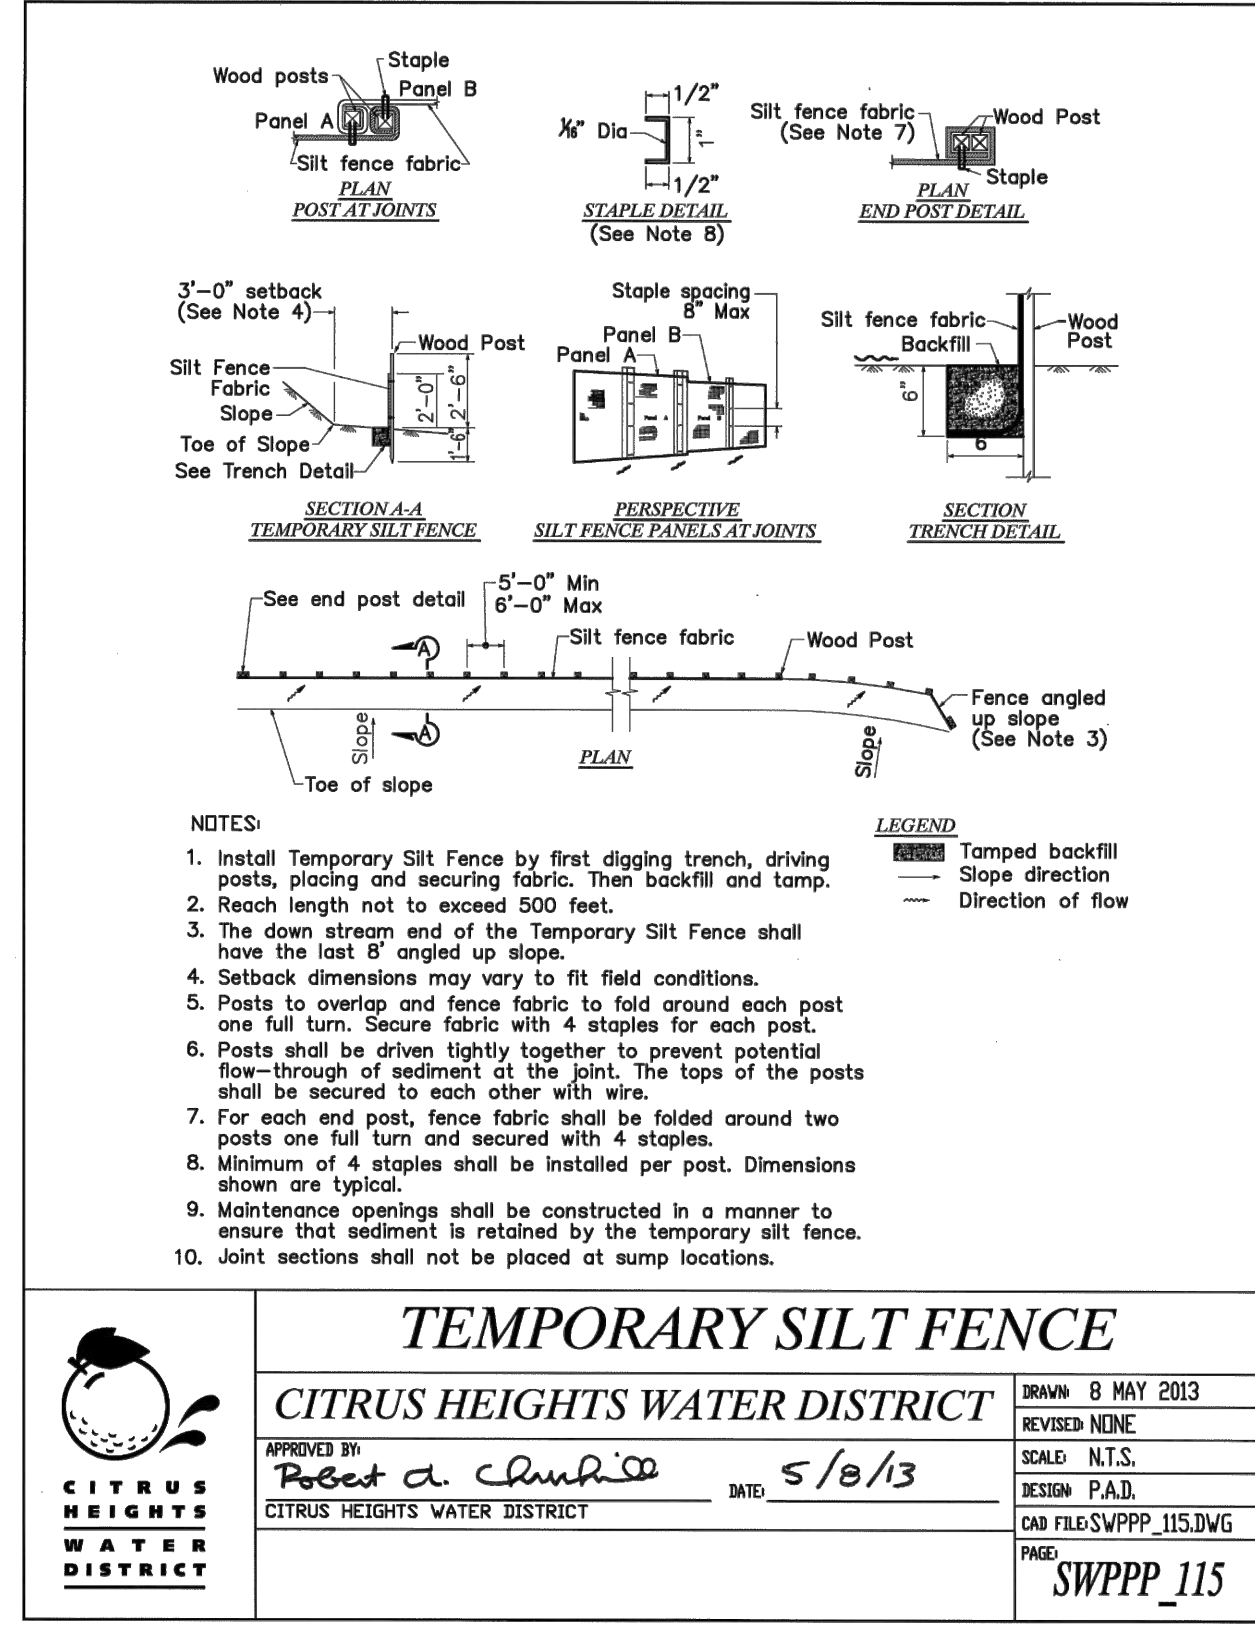 Wood posts
Staple
Panel B
Panel A
Silt fence fabric
PLAN
POST AT JOINTS
1/2"
1/16" Dia
1"
1/2"
STAPLE DETAIL
(See Note 8)
Silt fence fabric
(See Note 7)
Wood Post
Staple
PLAN
END POST DETAIL
3'-0" setback
(See Note 4)
Wood Post
Silt Fence
Fabric
Slope
Toe of Slope
See Trench Detail
2'-0"
2'-6"
1'-6"
SECTION A-A
TEMPORARY SILT FENCE
Staple spacing
8" Max
Panel B
Panel A
Panel A
Panel B
PERSPECTIVE
SILT FENCE PANELS AT JOINTS
Silt fence fabric
Backfill
Wood
Post
6"
6
SECTION
TRENCH DETAIL
See end post detail
5'-0" Min
6'-0" Max
Silt fence fabric
Wood Post
A
Fence angled
up slope
(See Note 3)
Slope
A
Slope
PLAN
Toe of slope
NOTES:
1. Install Temporary Silt Fence by first digging trench, driving
posts, placing and securing fabric. Then backfill and tamp.
2. Reach length not to exceed 500 feet.
3. The down stream end of the Temporary Silt Fence shall
have the last 8' angled up slope.
4. Setback dimensions may vary to fit field conditions.
5. Posts to overlap and fence fabric to fold around each post
one full turn. Secure fabric with 4 staples for each post.
6. Posts shall be driven tightly together to prevent potential
flow-through of sediment at the joint. The tops of the posts
shall be secured to each other with wire.
7. For each end post, fence fabric shall be folded around two
posts one full turn and secured with 4 staples.
8. Minimum of 4 staples shall be installed per post. Dimensions
shown are typical.
9. Maintenance openings shall be constructed in a manner to
ensure that sediment is retained by the temporary silt fence.
10. Joint sections shall not be placed at sump locations.
LEGEND
Tamped backfill
Slope direction
Direction of flow
TEMPORARY SILT FENCE
CITRUS HEIGHTS WATER DISTRICT
APPROVED BY:
Robert A. Churchill
DATE: 5/8/13
CITRUS HEIGHTS WATER DISTRICT
DRAWN: 8 MAY 2013
REVISED: NONE
SCALE: N.T.S.
DESIGN: P.A.D.
CAD FILE: SWPPP_115.DWG
PAGE:
SWPPP_115
CITRUS
HEIGHTS
WATER
DISTRICT